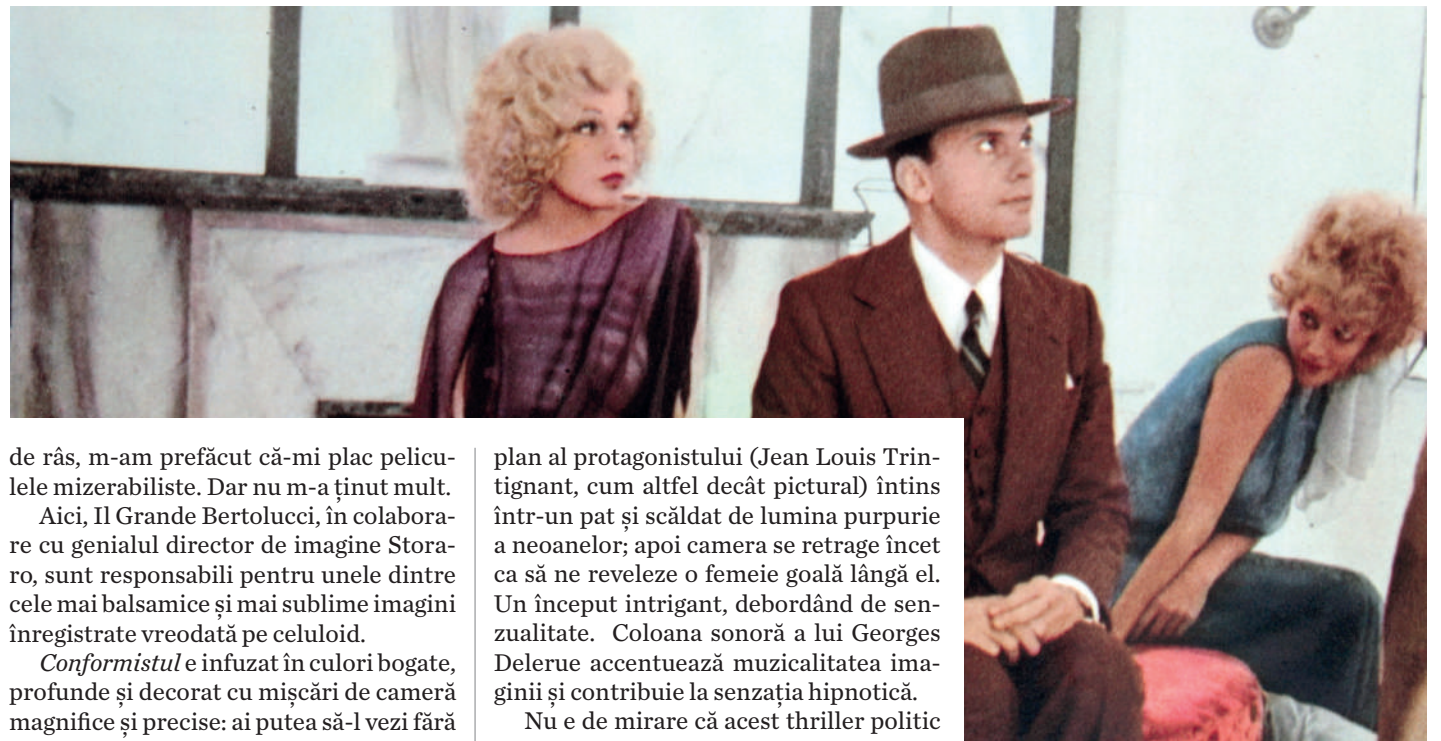 de râs, m-am prefăcut că-mi plac pelicu-
lele mizerabiliste. Dar nu m-a ținut mult.
Aici, Il Grande Bertolucci, în colabora-
re cu genialul director de imagine Stora-
ro, sunt responsabili pentru unele dintre
cele mai balsamice și mai sublime imagini
înregistrate vreodată pe celuloid.
Conformistul e infuzat în culori bogate,
profunde și decorat cu mișcări de cameră
magnifice și precise: ai putea să-l vezi fără
plan al protagonistului (Jean Louis Trin-
tignant, cum altfel decât pictural) întins
într-un pat și scăldat de lumina purpurie
a neoanelor; apoi camera se retrage încet
ca să ne reveleze o femeie goală lângă el.
Un început intrigant, debordând de sen-
zualitate. Coloana sonoră a lui Georges
Delerue accentuează muzicalitatea ima-
ginii și contribuie la senzația hipnotică.
Nu e de mirare că acest thriller politic